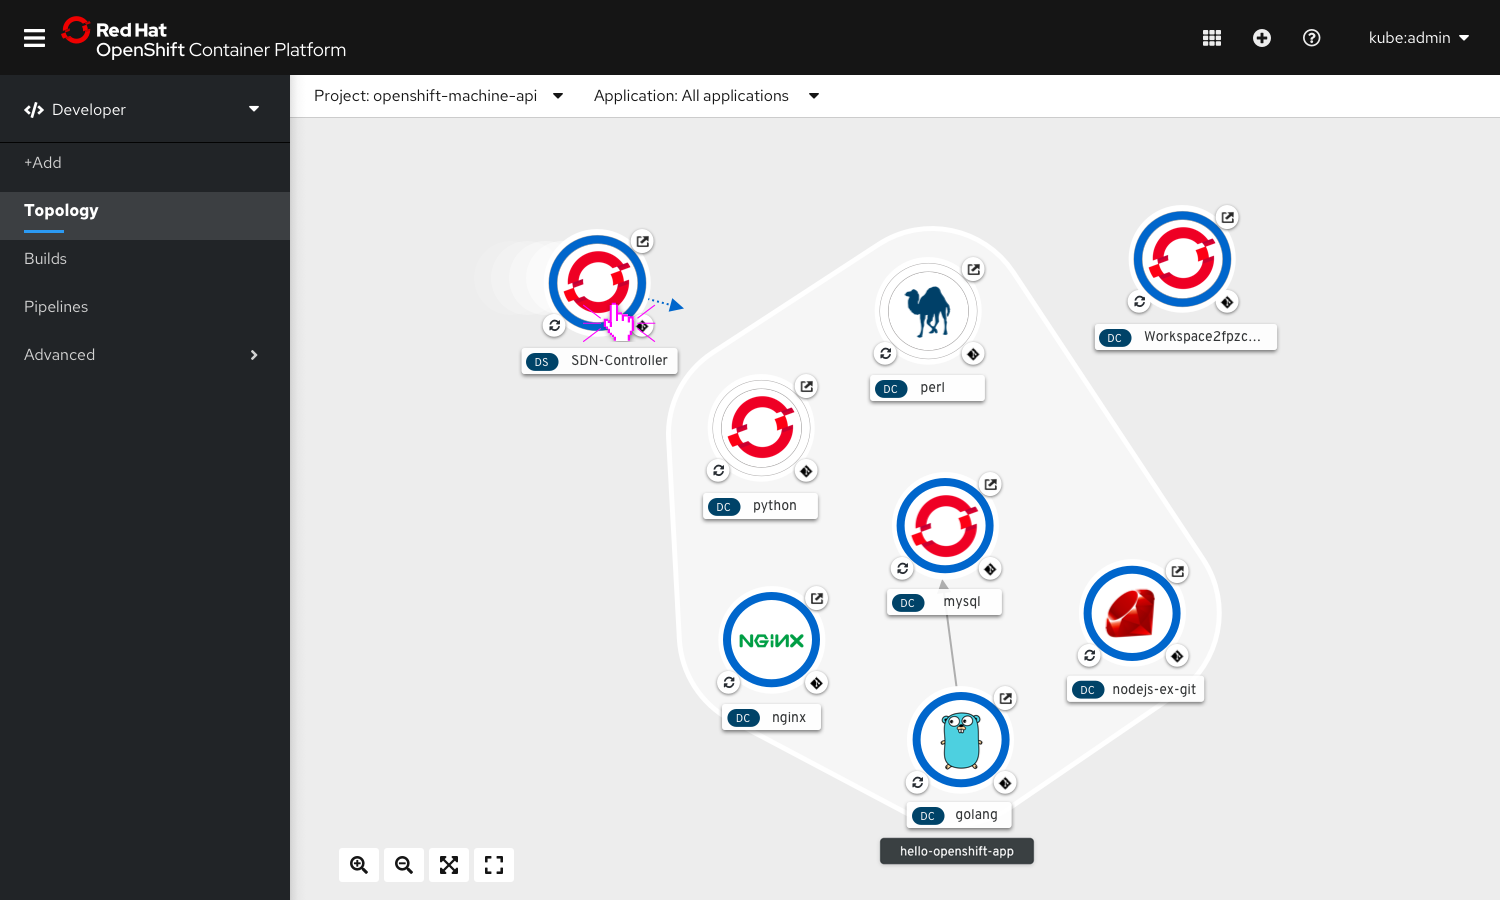 Red Hat
OpenShift Container Platform
kube:admin
Developer
Project: openshift-machine-api
Application: All applications
+Add
Topology
Builds
Pipelines
Advanced
DS SDN-Controller
DC perl
DC Workspace2fpzc...
DC python
DC mysql
NGINX
DC nginx
DC nodejs-ex-git
DC golang
hello-openshift-app